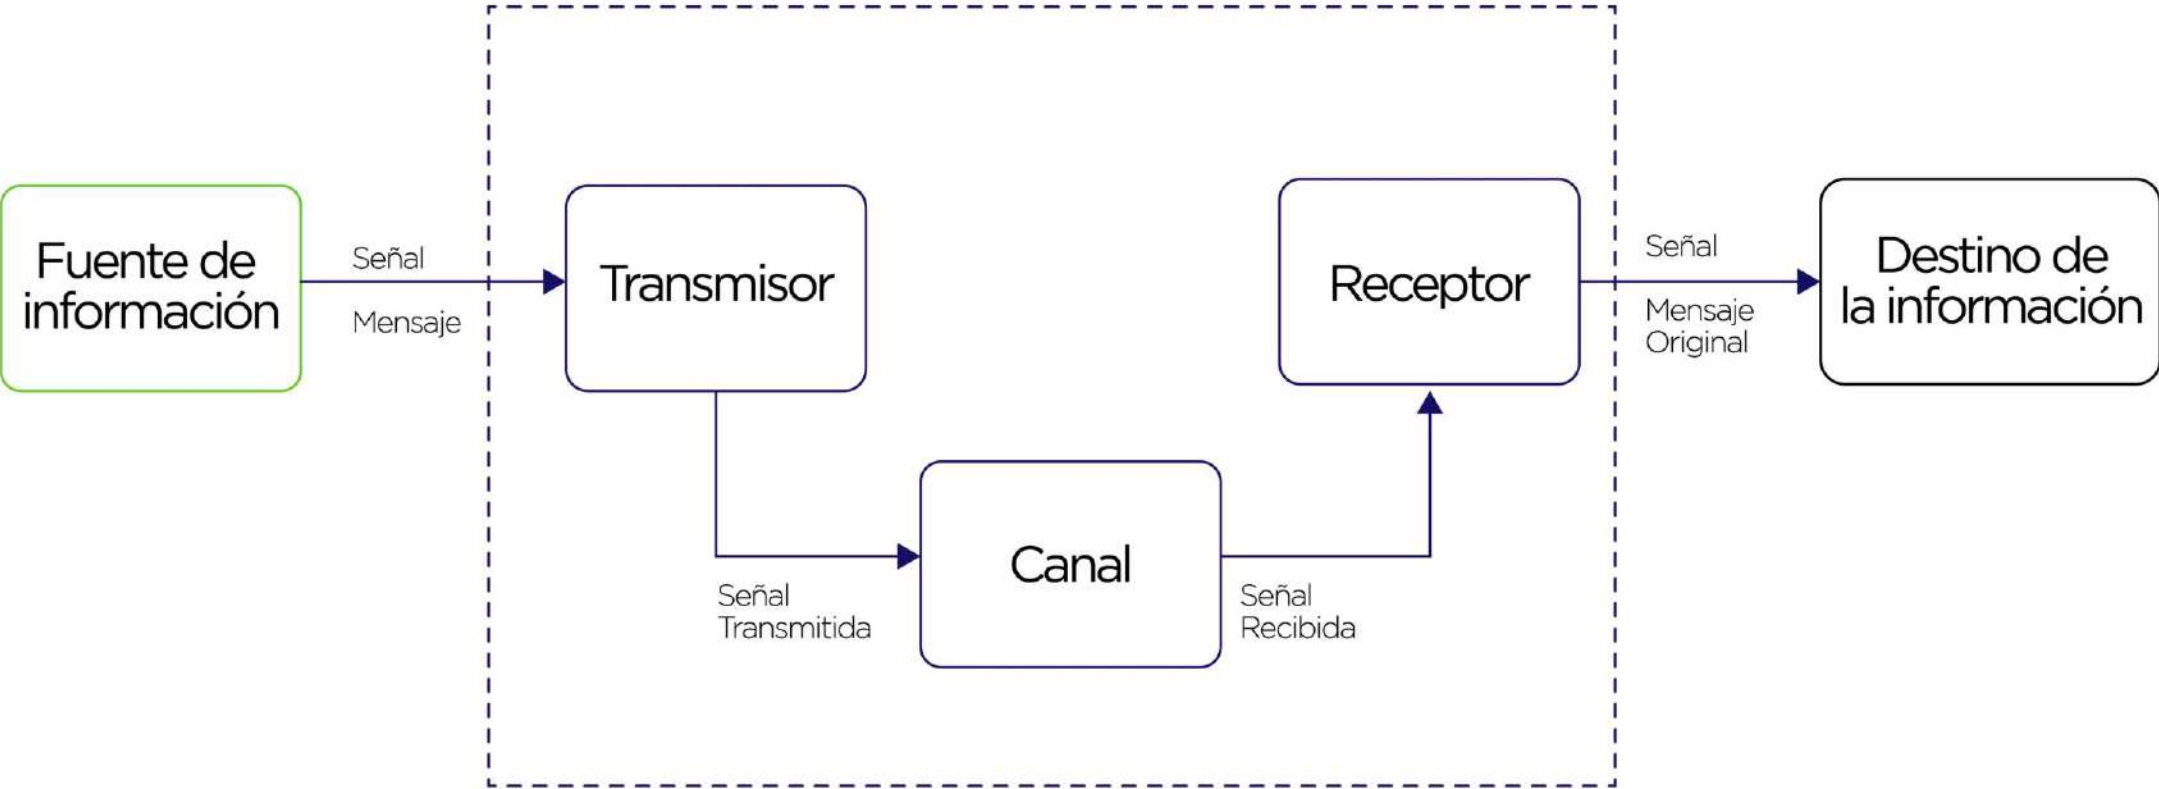 Fuente de
información
Señal
Mensaje
Transmisor
Señal
Transmitida
Canal
Señal
Recibida
Receptor
Señal
Mensaje
Original
Destino de
la información